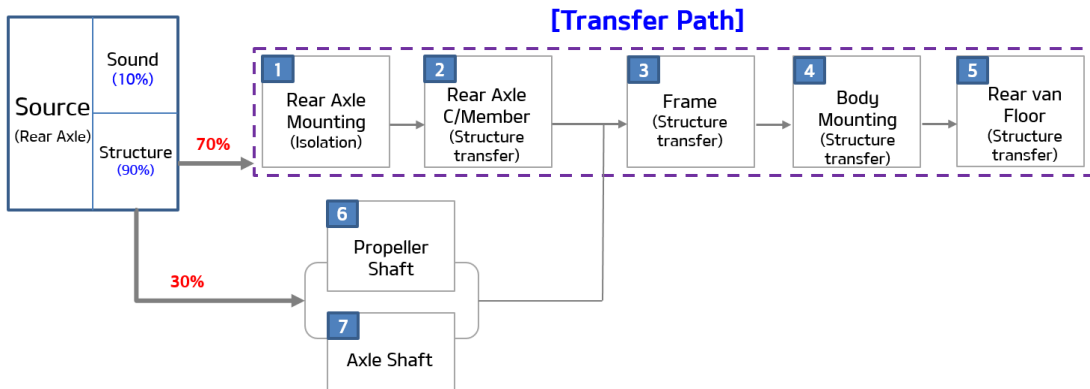 [Transfer Path]
Source
(Rear Axle)
Sound
(10%)
Structure
(90%)
70%
30%
1
Rear Axle
Mounting
(Isolation)
2
Rear Axle
C/Member
(Structure
transfer)
3
Frame
(Structure
transfer)
4
Body
Mounting
(Structure
transfer)
5
Rear van
Floor
(Structure
transfer)
6
Propeller
Shaft
7
Axle Shaft